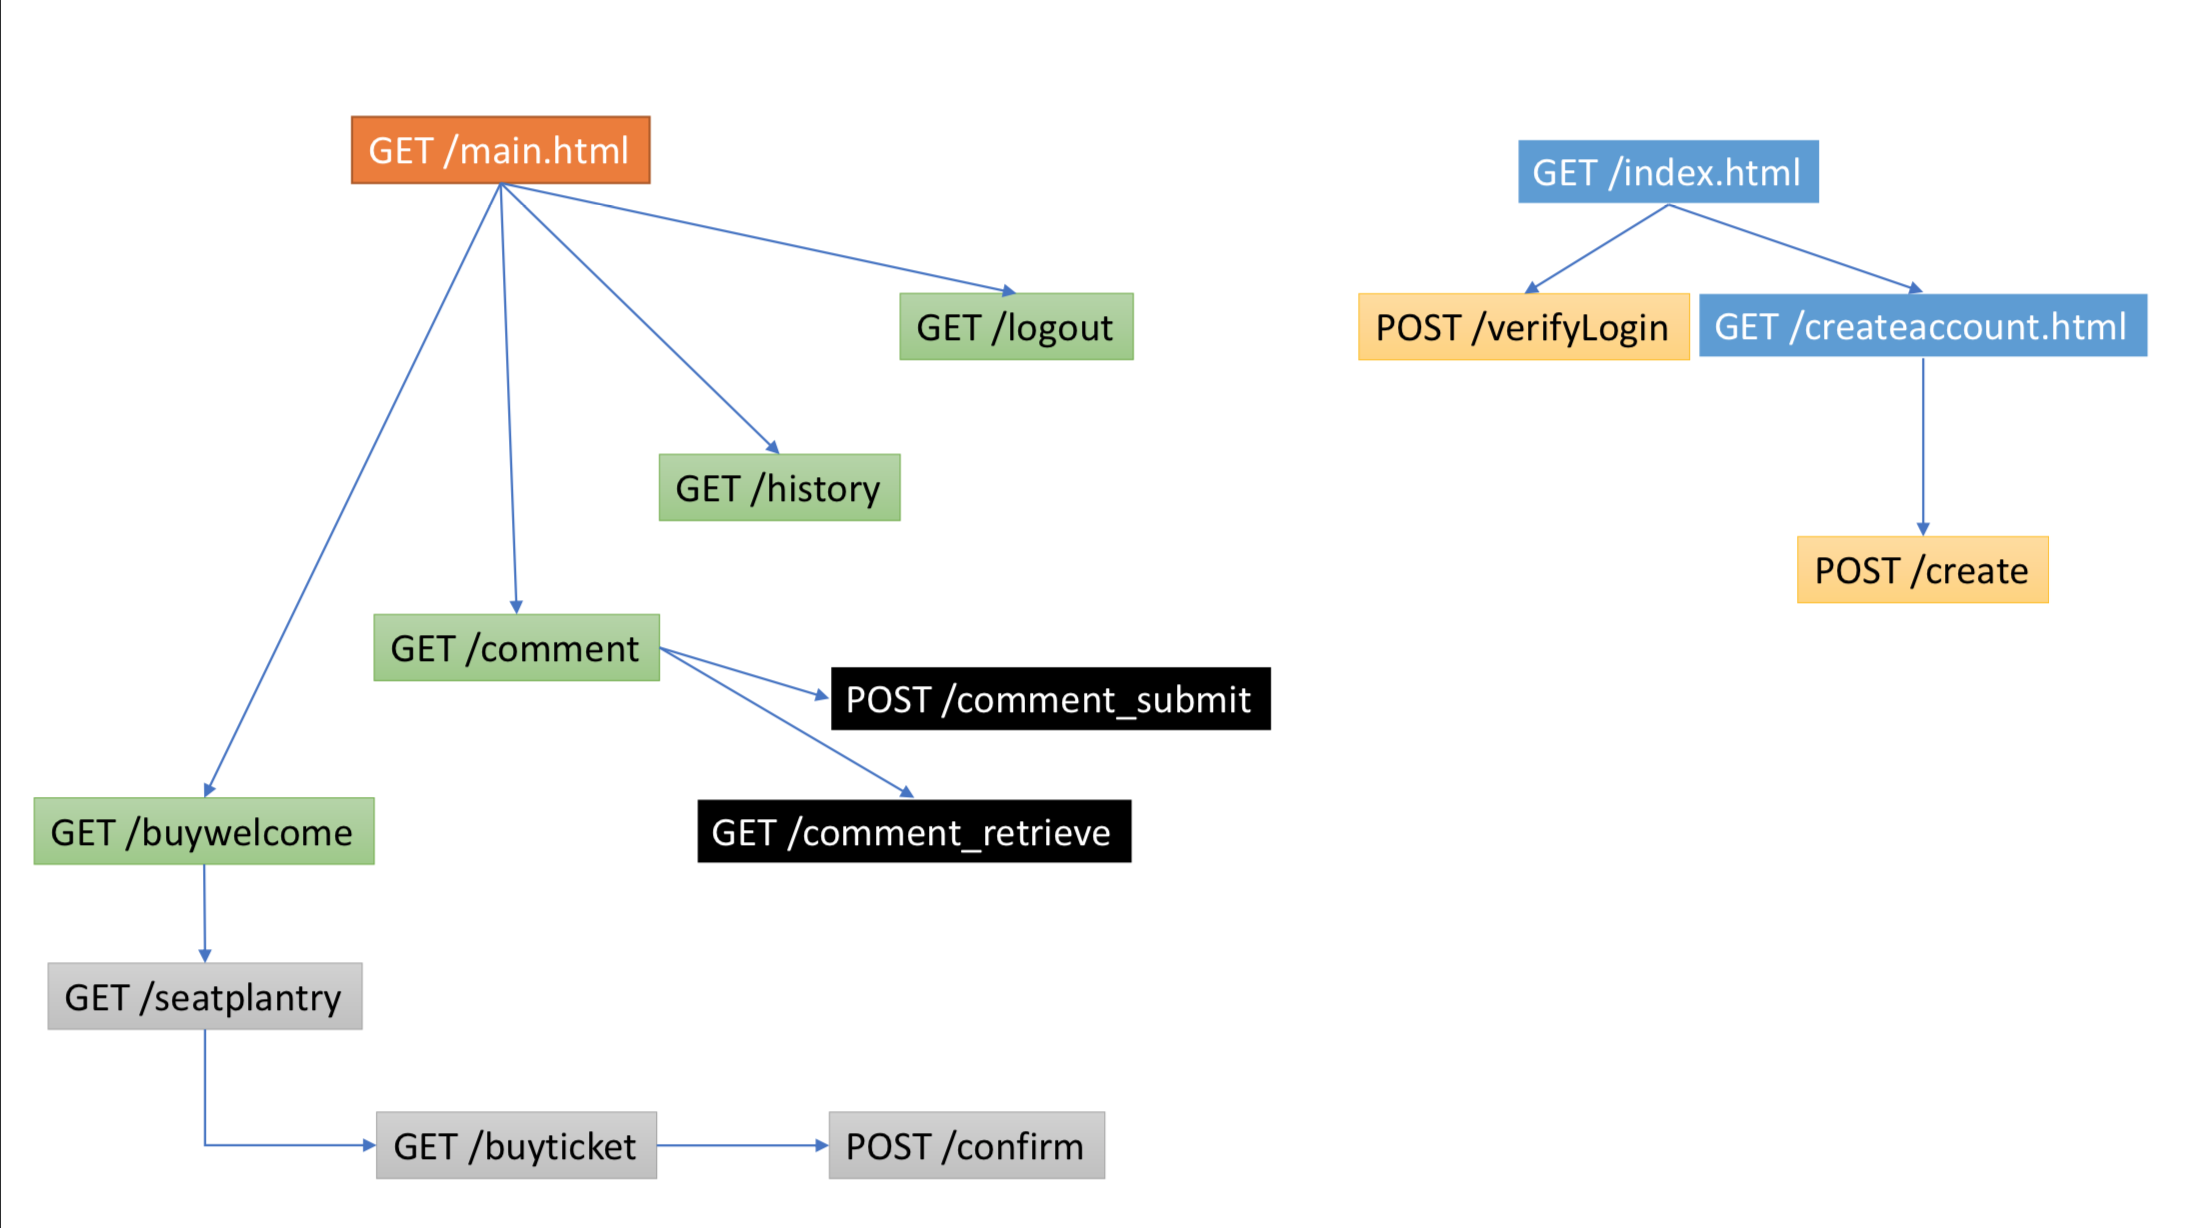 GET /main.html
GET /index.html
GET /logout
POST /verifyLogin
GET /createaccount.html
GET /history
POST /create
GET /comment
POST /comment_submit
GET /buywelcome
GET /comment_retrieve
GET /seatplantry
GET /buyticket
POST /confirm